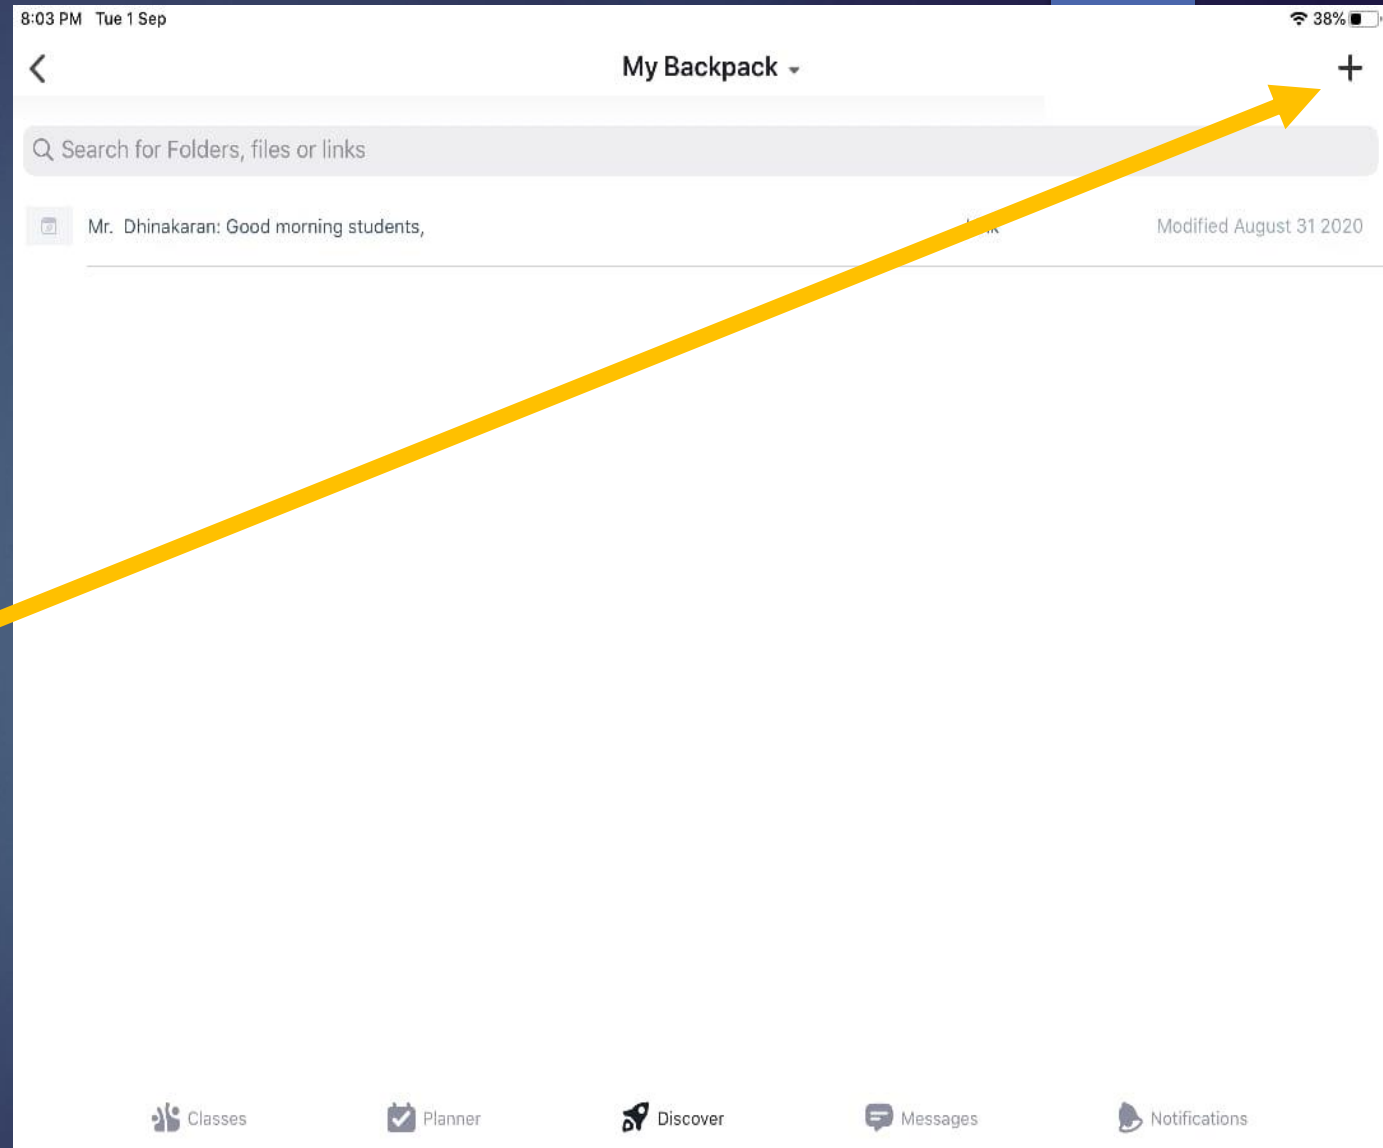 8:03 PM Tue 1 Sep 38%
My Backpack
Search for Folders, files or links
Mr. Dhinakaran: Good morning students, Modified August 31 2020
Classes Planner Discover Messages Notifications